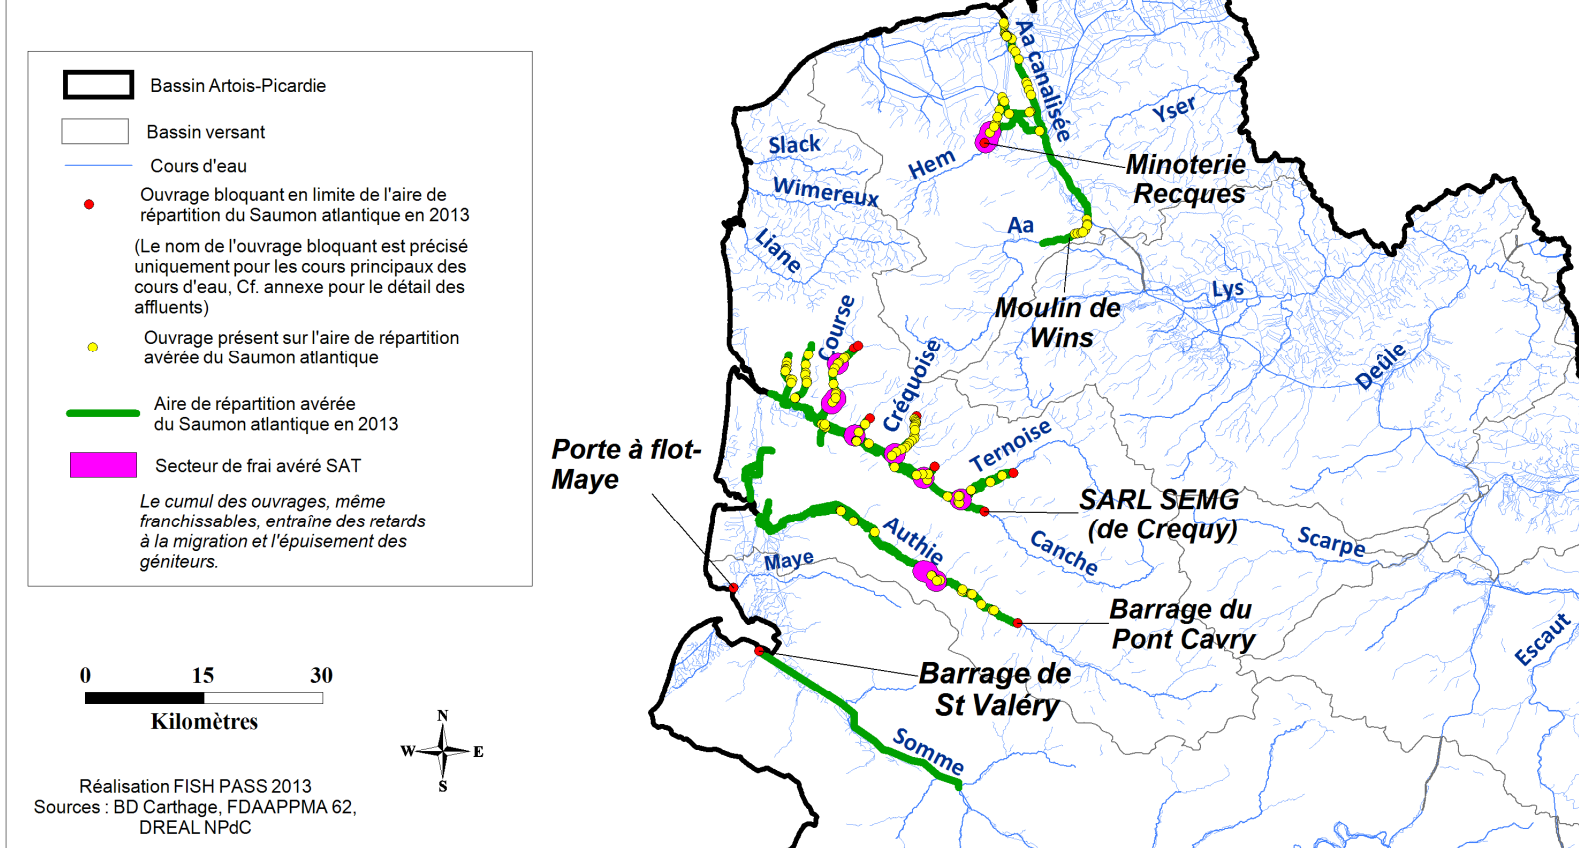 Bassin Artois-Picardie
Bassin versant
Cours d'eau
Ouvrage bloquant en limite de l'aire de
répartition du Saumon atlantique en 2013
(Le nom de l'ouvrage bloquant est précisé
uniquement pour les cours principaux des
cours d'eau, Cf. annexe pour le détail des
affluents)
Ouvrage présent sur l'aire de répartition
avérée du Saumon atlantique
Aire de répartition avérée
du Saumon atlantique en 2013
Secteur de frai avéré SAT
Le cumul des ouvrages, même
franchissables, entraîne des retards
à la migration et l'épuisement des
géniteurs.
0 15 30
Kilomètres
N
W E
S
Réalisation FISH PASS 2013
Sources : BD Carthage, FDAAPPMA 62,
DREAL NPdC
Aa canalisée
Yser
Slack
Hem
Minoterie
Recques
Wimereux
Aa
Liane
Lys
Moulin de
Wins
Course
Créquoise
Deûle
Ternoise
Porte à flot-
Maye
SARL SEMG
(de Crequy)
Authie
Canche
Scarpe
Maye
Barrage du
Pont Cavry
Escaut
Barrage de
St Valéry
Somme